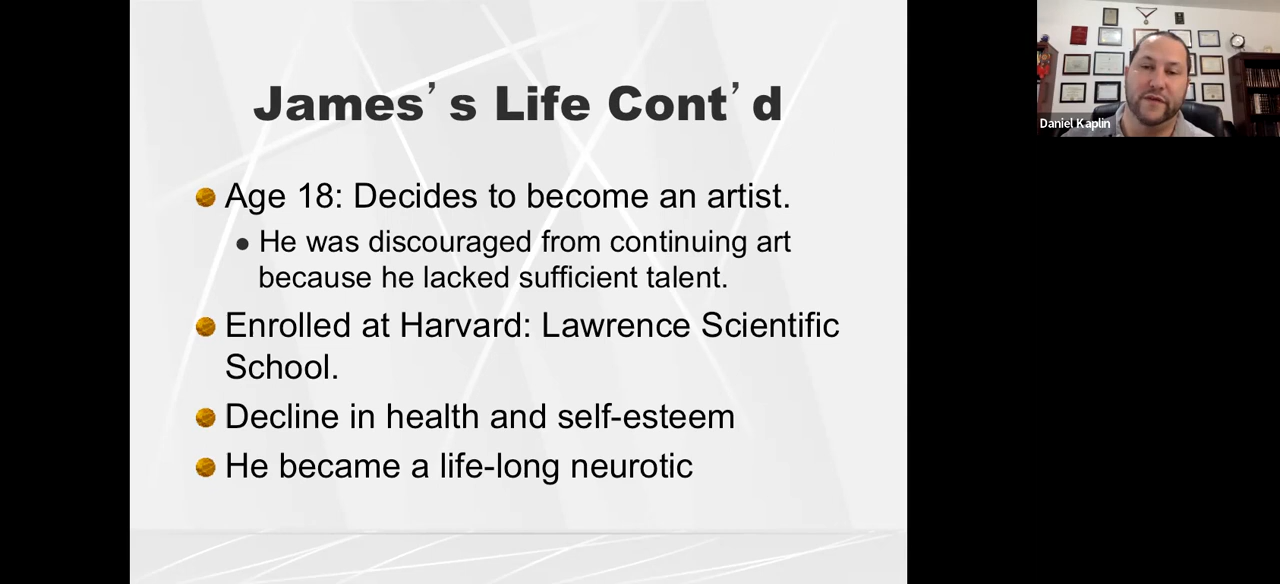 James’s Life Cont’d
Age 18: Decides to become an artist.
He was discouraged from continuing art
because he lacked sufficient talent.
Enrolled at Harvard: Lawrence Scientific
School.
Decline in health and self-esteem
He became a life-long neurotic
Daniel Kaplin